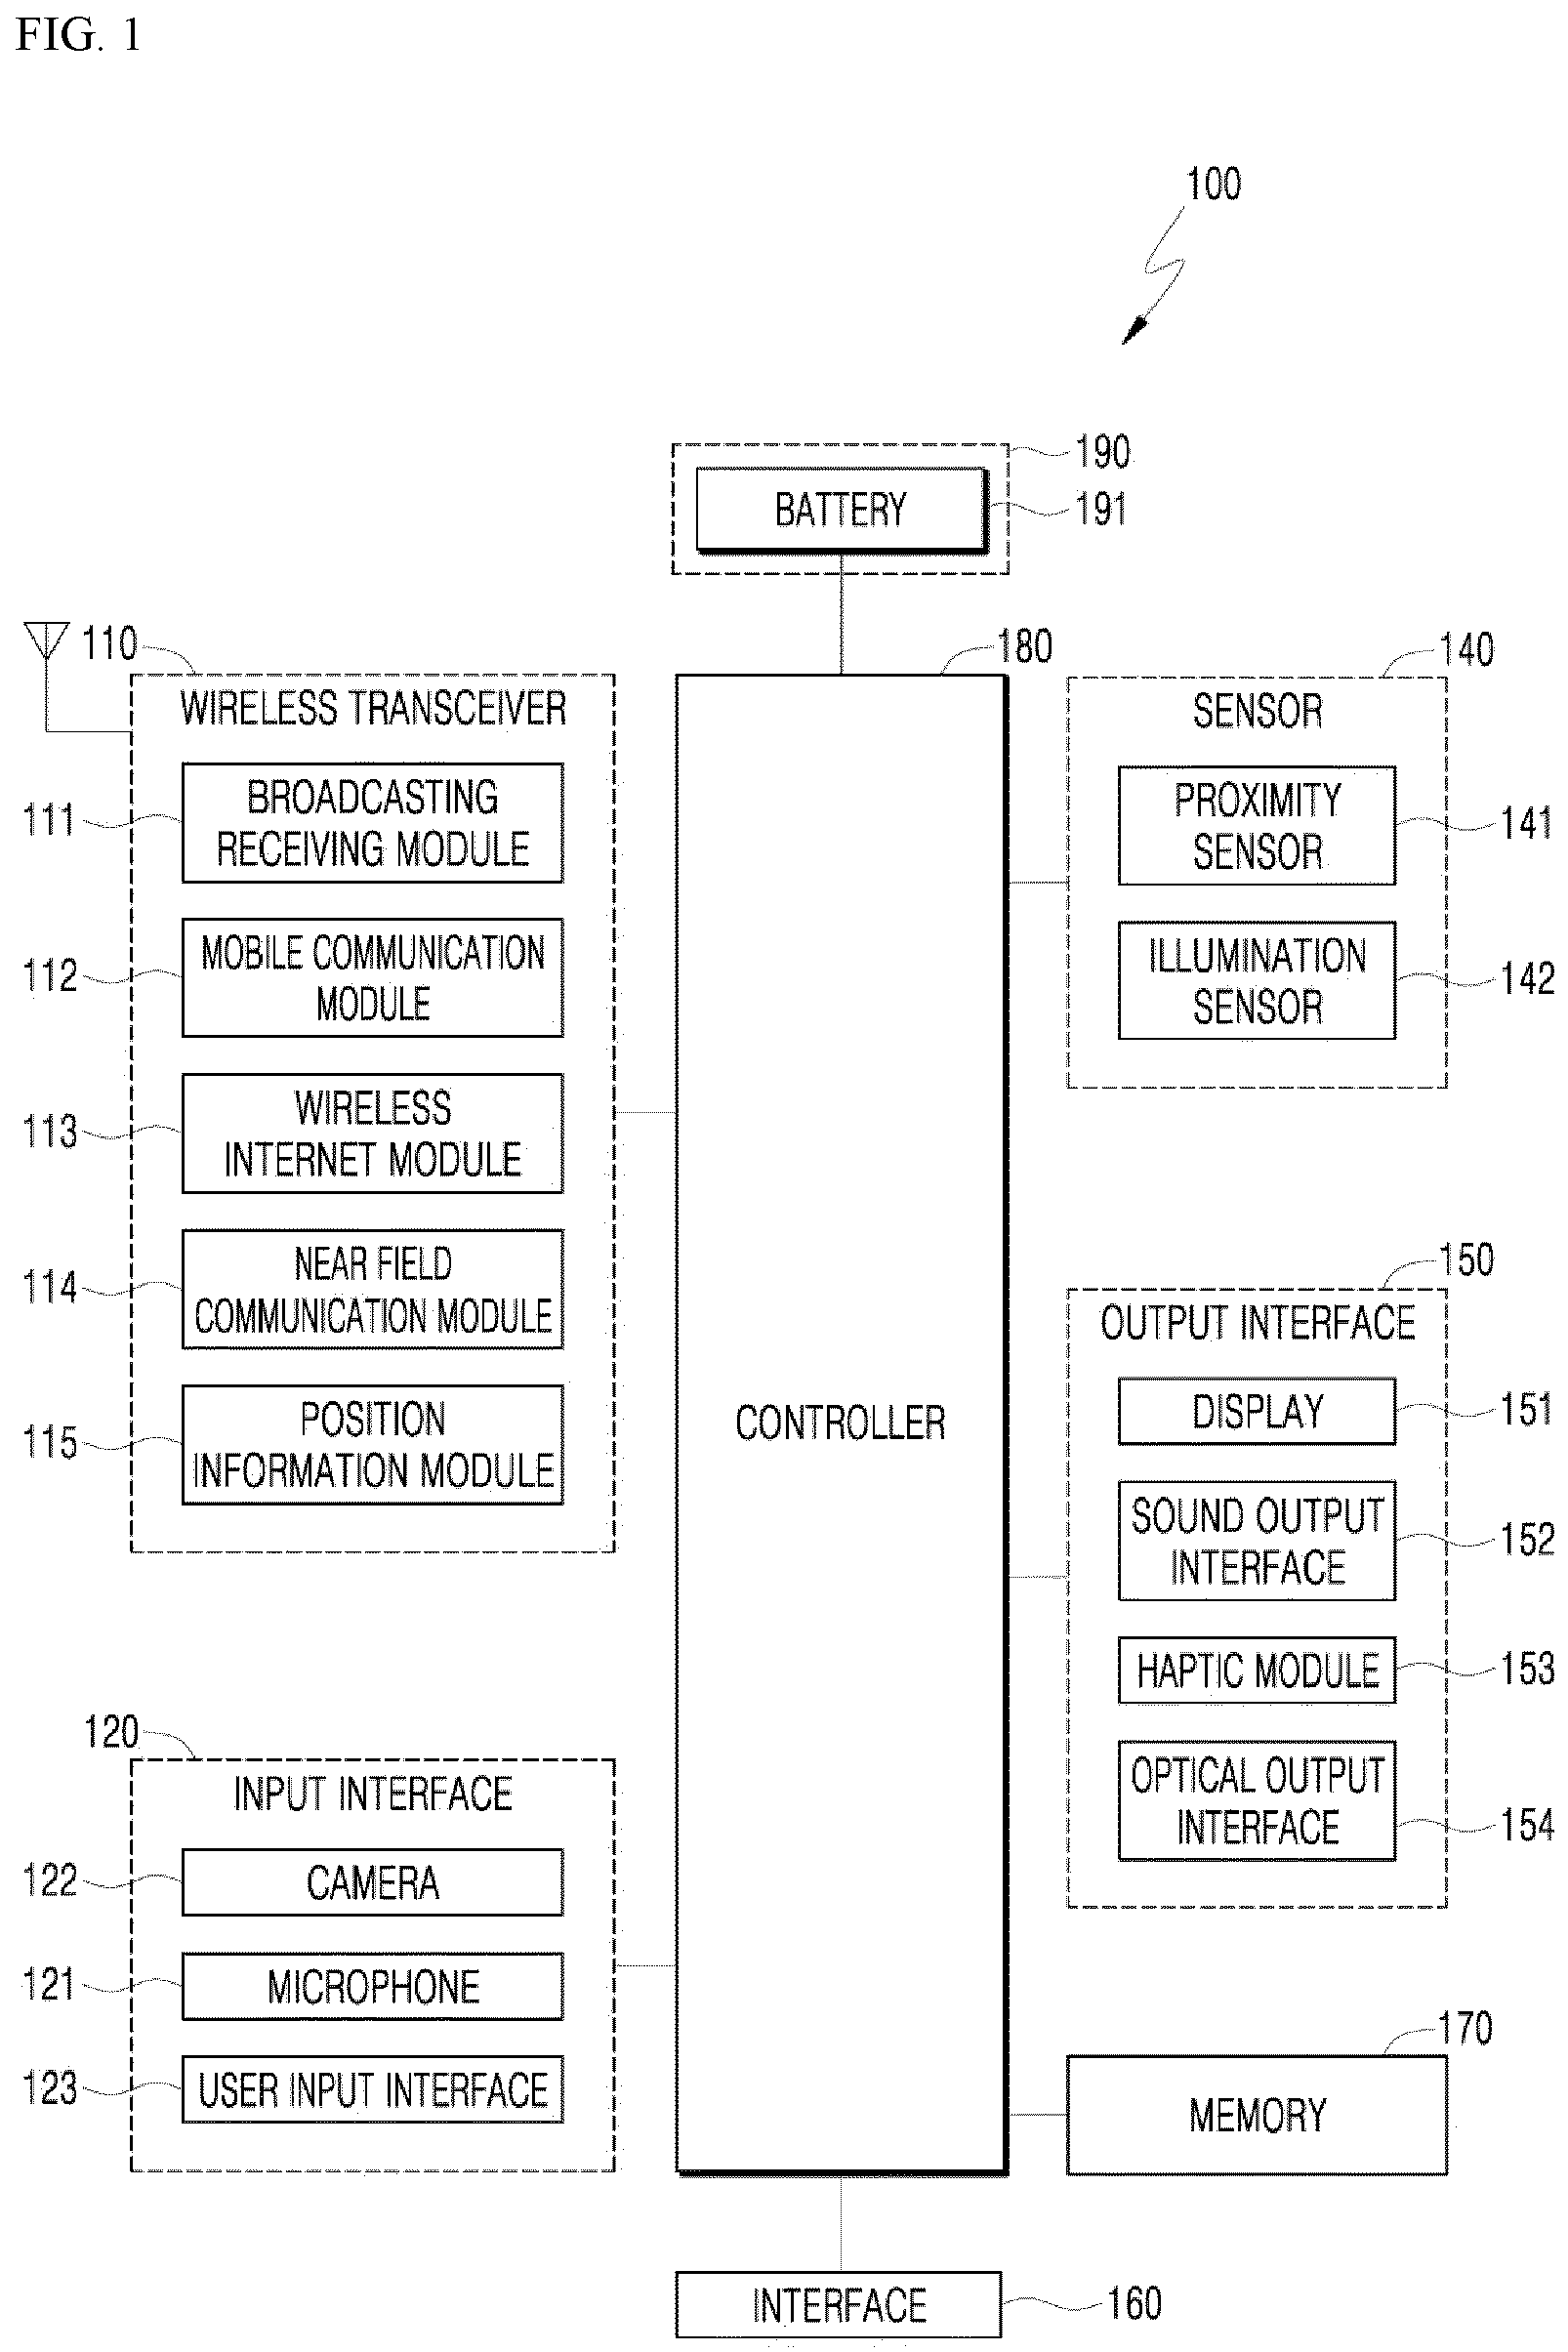 FIG. 1
100
190
BATTERY
191
110
180
140
WIRELESS TRANSCEIVER
SENSOR
111
BROADCASTING
RECEIVING MODULE
PROXIMITY
SENSOR
141
112
MOBILE COMMUNICATION
MODULE
ILLUMINATION
SENSOR
142
113
WIRELESS
INTERNET MODULE
114
NEAR FIELD
COMMUNICATION MODULE
150
OUTPUT INTERFACE
115
POSITION
INFORMATION MODULE
CONTROLLER
DISPLAY
151
SOUND OUTPUT
INTERFACE
152
HAPTIC MODULE
153
120
INPUT INTERFACE
OPTICAL OUTPUT
INTERFACE
154
122
CAMERA
121
MICROPHONE
123
USER INPUT INTERFACE
170
MEMORY
INTERFACE
160